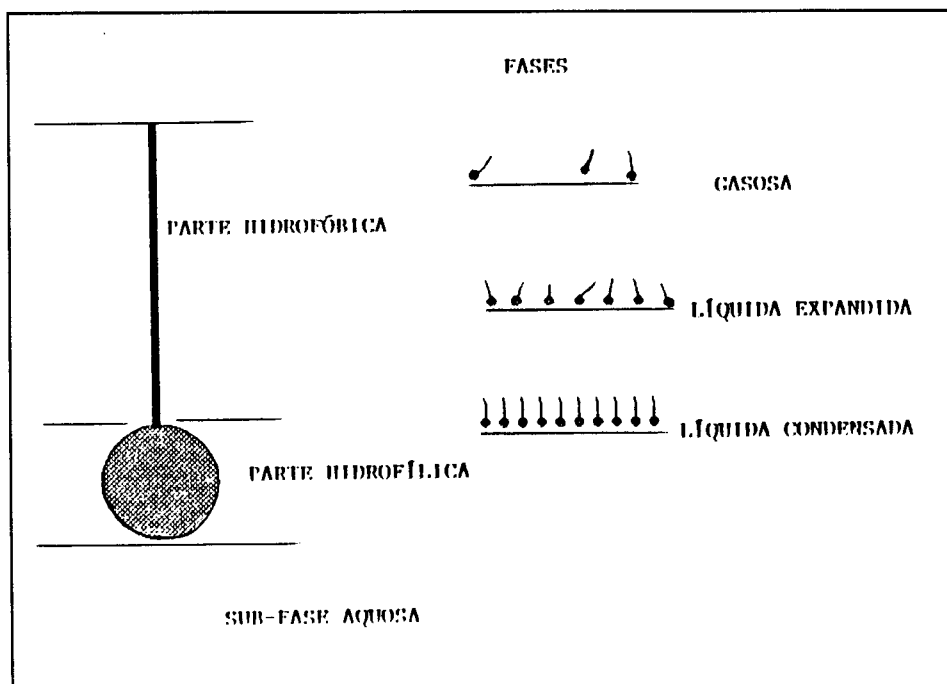 FASES
GASOSA
PARTE HIDROFÓBICA
LÍQUIDA EXPANDIDA
LÍQUIDA CONDENSADA
PARTE HIDROFÍLICA
SUB-FASE AQUOSA